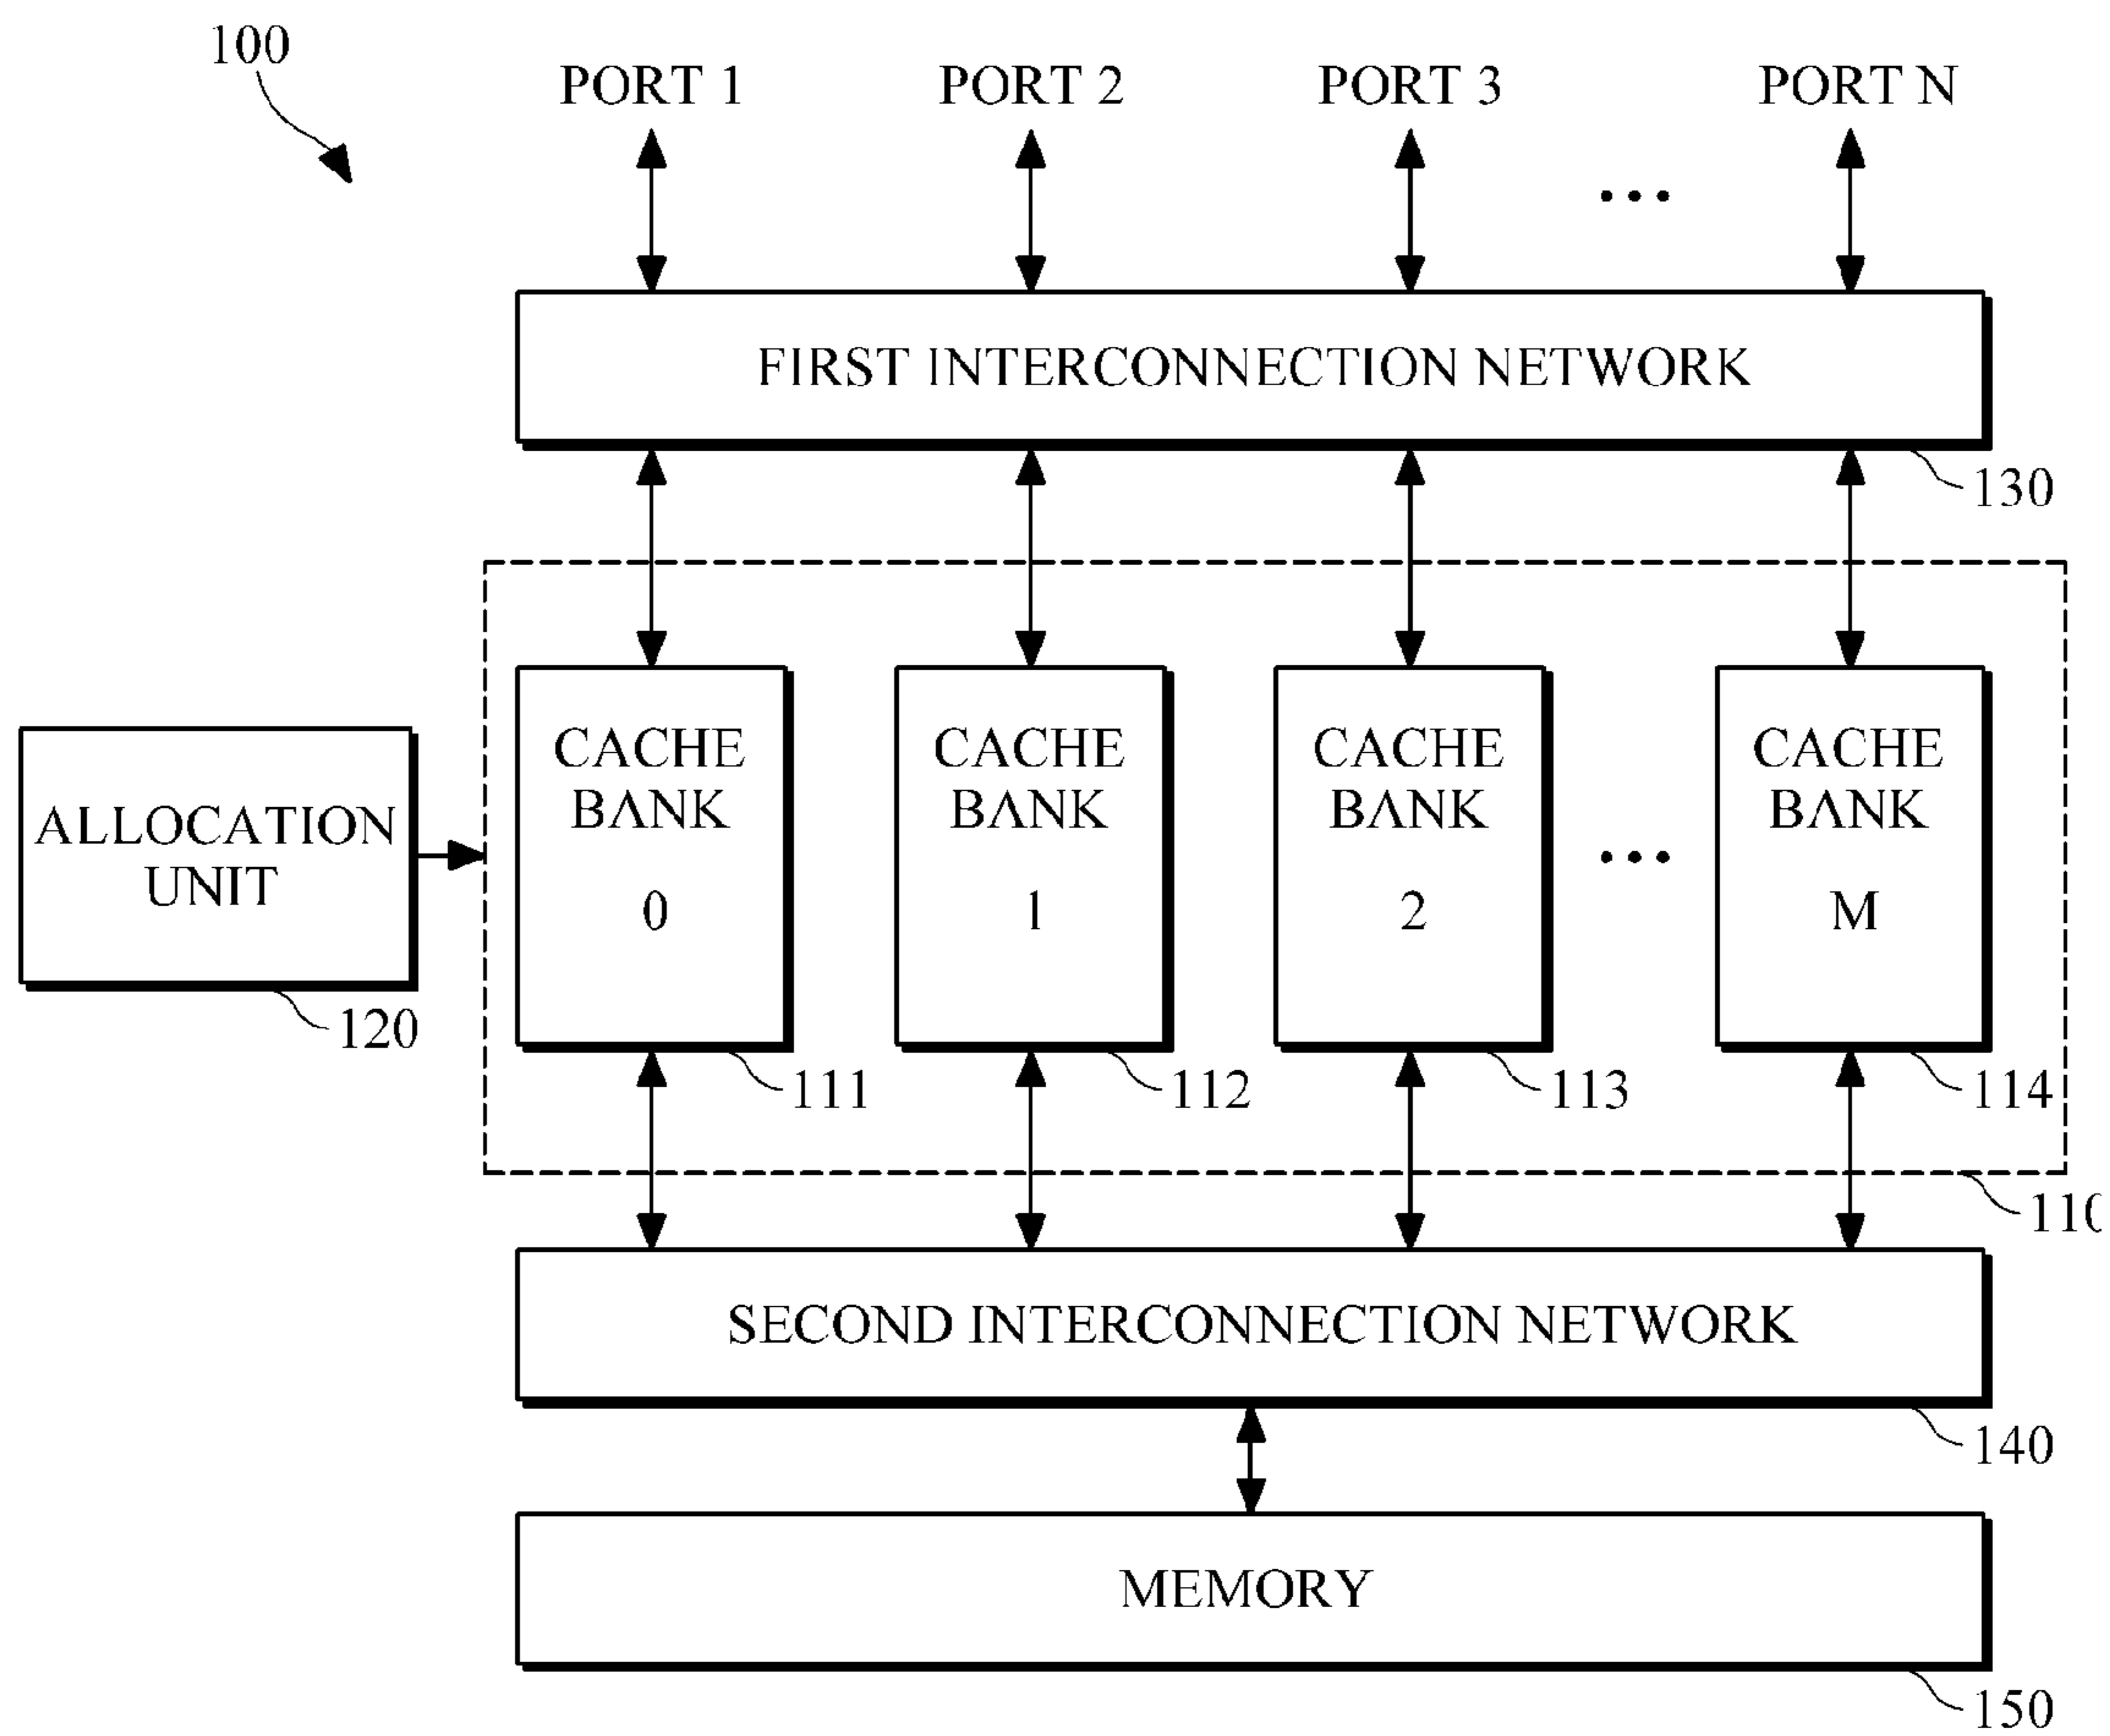 100
PORT 1 PORT 2 PORT 3 ... PORT N
FIRST INTERCONNECTION NETWORK
130
ALLOCATION
UNIT
120
CACHE
BANK
0
111
CACHE
BANK
1
112
CACHE
BANK
2
113
...
CACHE
BANK
M
114
110
SECOND INTERCONNECTION NETWORK
140
MEMORY
150